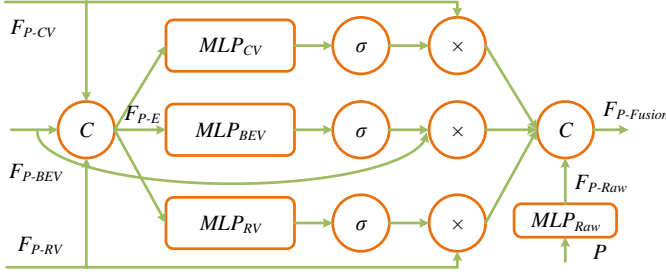 F_{P-CV}
MLP_{CV} σ ×
F_{P-E}
C MLP_{BEV} σ × C F_{P-Fusion}
F_{P-BEV}
F_{P-Raw}
MLP_{RV} σ × MLP_{Raw}
F_{P-RV}
P